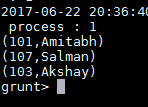 2017-06-22 20:36:40
process : 1
(101,Amitabh)
(107,Salman)
(103,Akshay)
grunt>